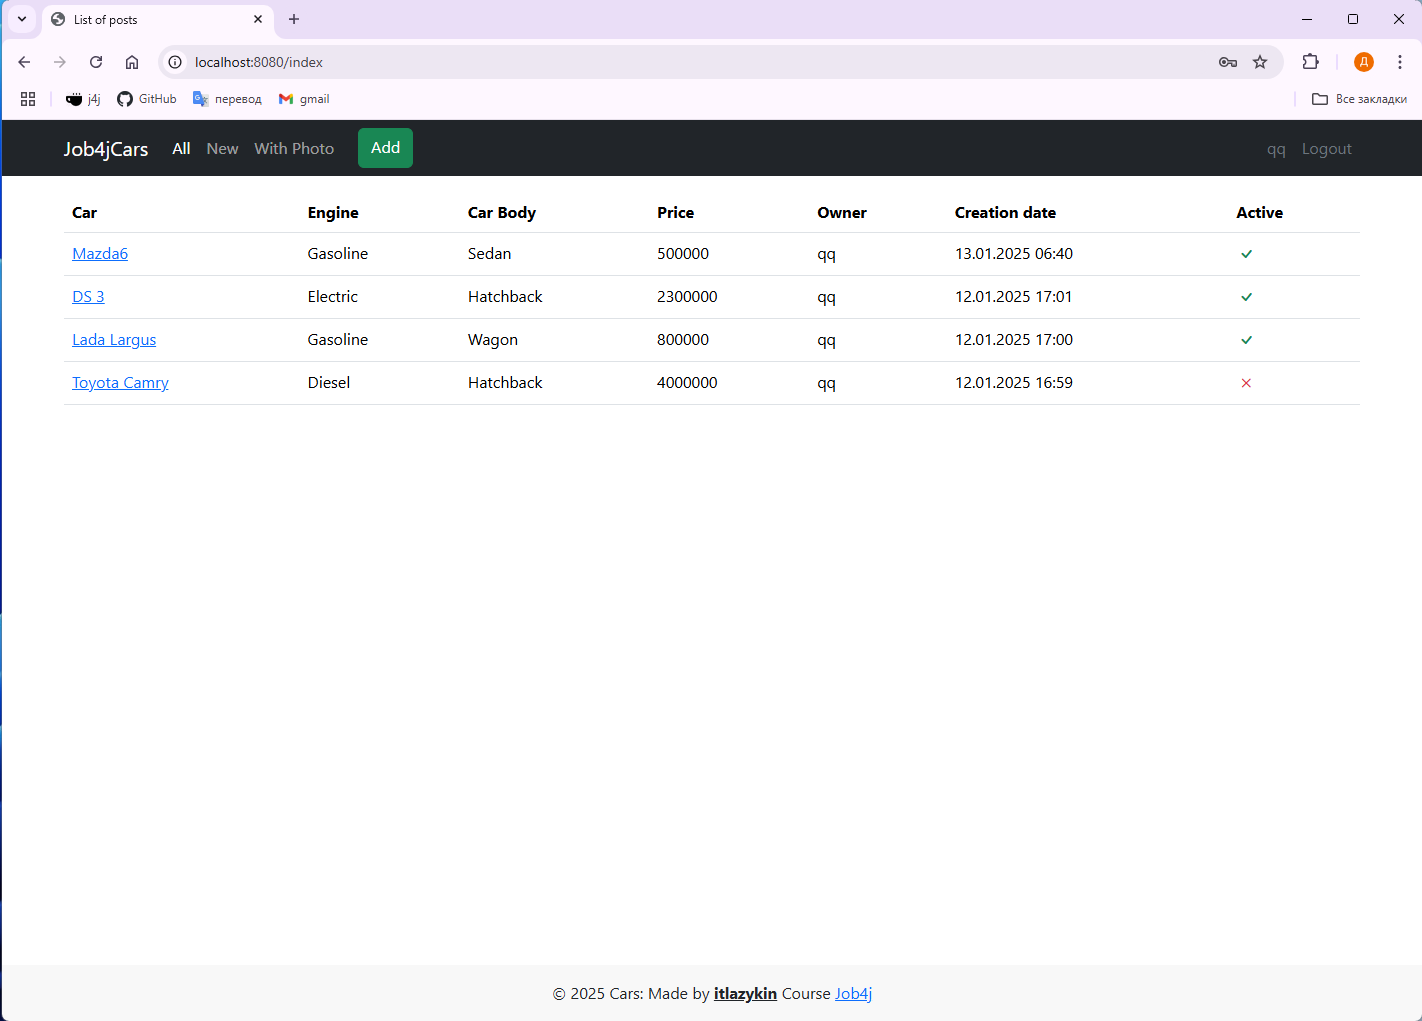 List of posts
localhost:8080/index
Д
j4j GitHub перевод gmail Все закладки
Job4jCars All New With Photo Add qq Logout
Car Engine Car Body Price Owner Creation date Active
Mazda6 Gasoline Sedan 500000 qq 13.01.2025 06:40
DS 3 Electric Hatchback 2300000 qq 12.01.2025 17:01
Lada Largus Gasoline Wagon 800000 qq 12.01.2025 17:00
Toyota Camry Diesel Hatchback 4000000 qq 12.01.2025 16:59
© 2025 Cars: Made by itlazykin Course Job4j